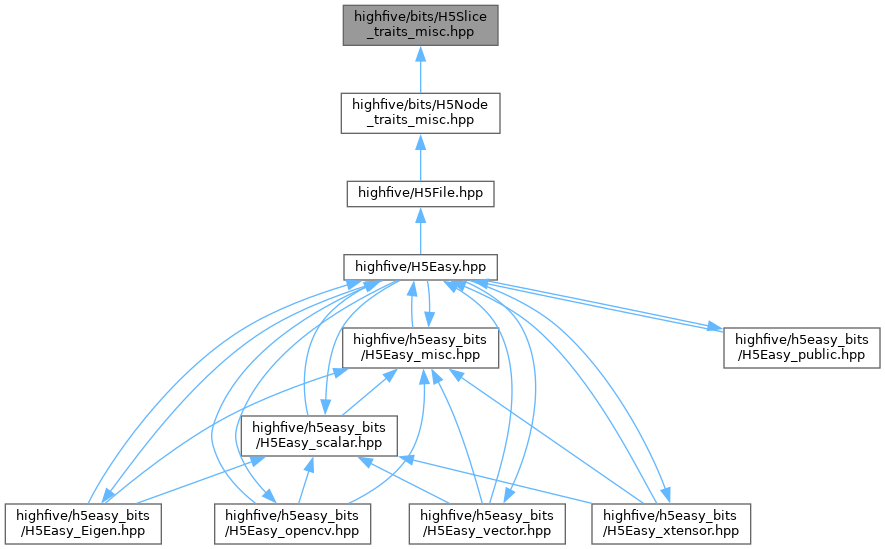 highfive/bits/H5Slice
_traits_misc.hpp
highfive/bits/H5Node
_traits_misc.hpp
highfive/H5File.hpp
highfive/H5Easy.hpp
highfive/h5easy_bits
/H5Easy_misc.hpp
highfive/h5easy_bits
/H5Easy_public.hpp
highfive/h5easy_bits
/H5Easy_scalar.hpp
highfive/h5easy_bits
/H5Easy_Eigen.hpp
highfive/h5easy_bits
/H5Easy_opencv.hpp
highfive/h5easy_bits
/H5Easy_vector.hpp
highfive/h5easy_bits
/H5Easy_xtensor.hpp